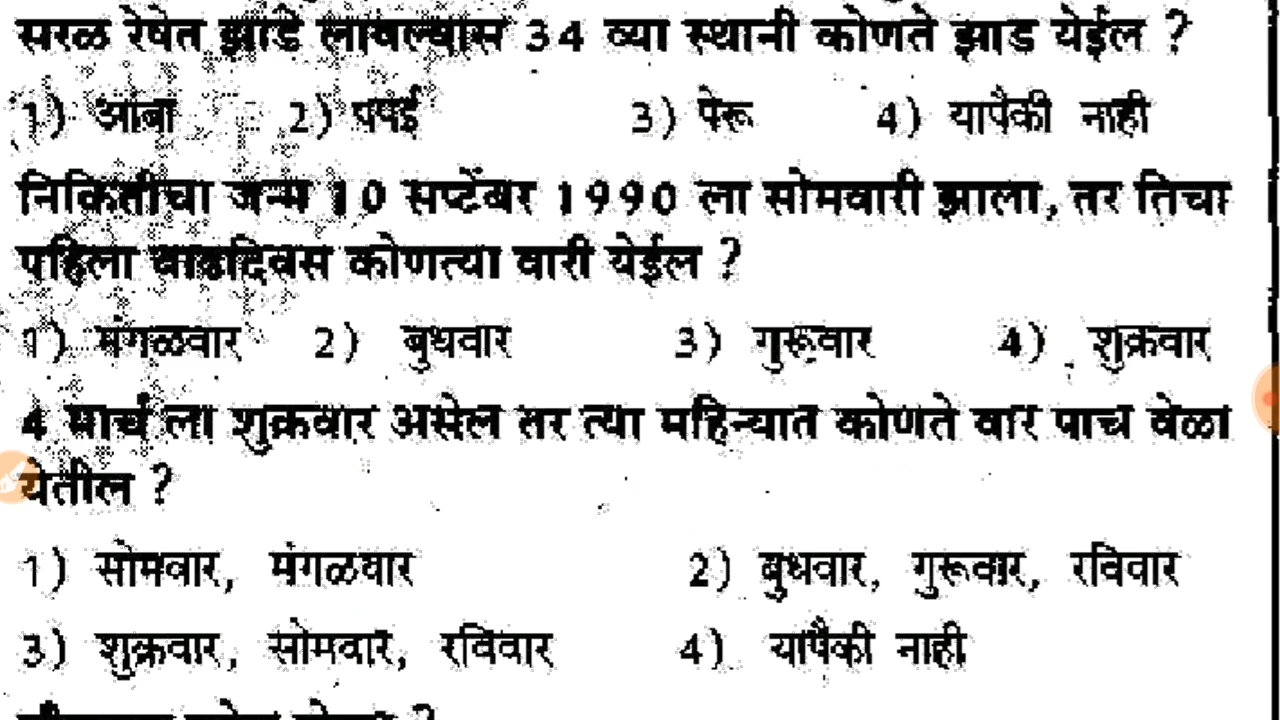 सरळ रेषेत झाडे लावल्यास 34 व्या स्थानी कोणते झाड येईल ?
1) आंबा 2) पपई 3) पेरू 4) यापैकी नाही
निकितीचा जन्म 10 सप्टेंबर 1990 ला सोमवारी झाला, तर तिचा
पहिला वाढदिवस कोणत्या वारी येईल ?
1) मंगळवार 2) बुधवार 3) गुरूवार 4) शुक्रवार
4 मार्च ला शुक्रवार असेल तर त्या महिन्यात कोणते वार पाच वेळा
येतील ?
1) सोमवार, मंगळवार 2) बुधवार, गुरूवार, रविवार
3) शुक्रवार, सोमवार, रविवार 4) यापैकी नाही